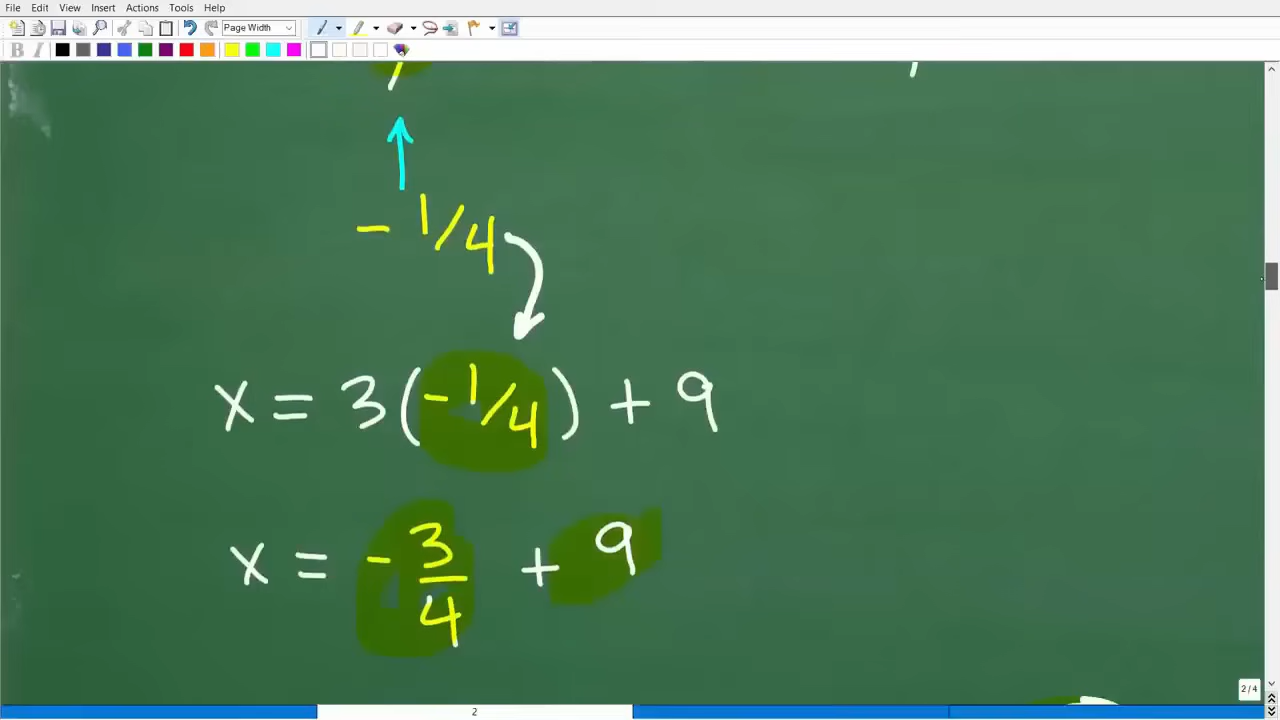 File Edit View Insert Actions Tools Help
Page Width
B I
- 1/4
x = 3(-1/4) + 9
x = - 3/4 + 9
2/4
2